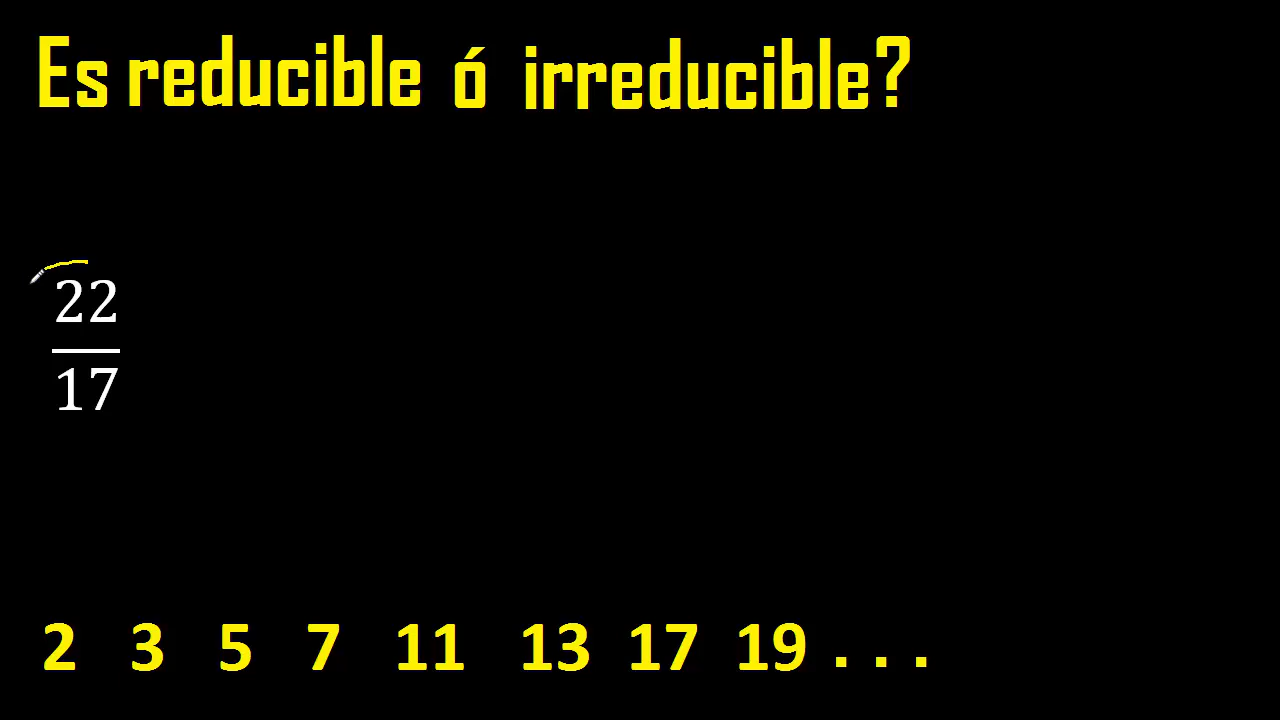 Es reducible ó irreducible?
22
17
2 3 5 7 11 13 17 19 . . .